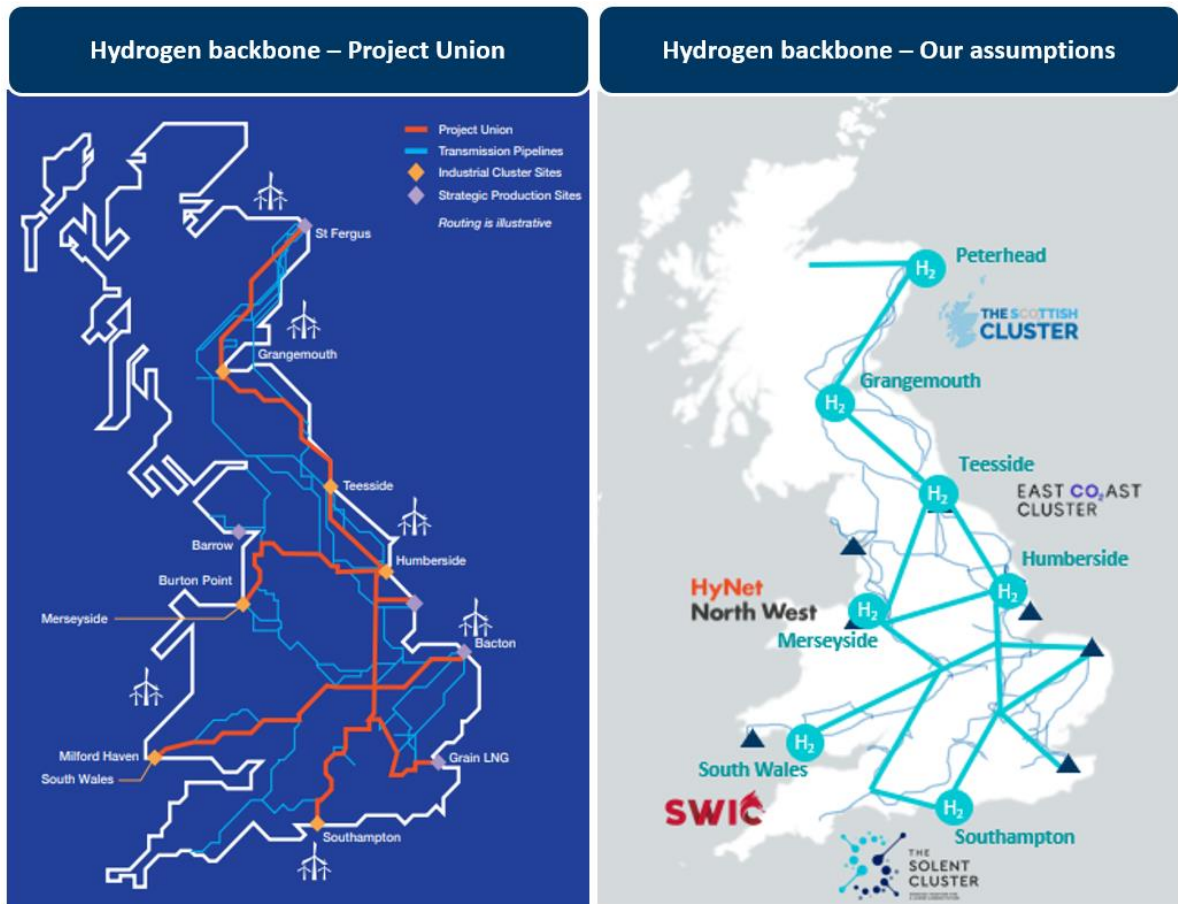 Hydrogen backbone – Project Union
Project Union
Transmission Pipelines
Industrial Cluster Sites
Strategic Production Sites
Routing is illustrative
St Fergus
Grangemouth
Teesside
Barrow
Humberside
Burton Point
Merseyside
Bacton
Milford Haven
South Wales
Grain LNG
Southampton
Hydrogen backbone – Our assumptions
H₂
Peterhead
THE SCOTTISH
CLUSTER
Grangemouth
H₂
Teesside
H₂
EAST CO₂AST
CLUSTER
Humberside
H₂
HyNet
North West
H₂
Merseyside
H₂
South Wales
SWIC
H₂
Southampton
THE
SOLENT
CLUSTER